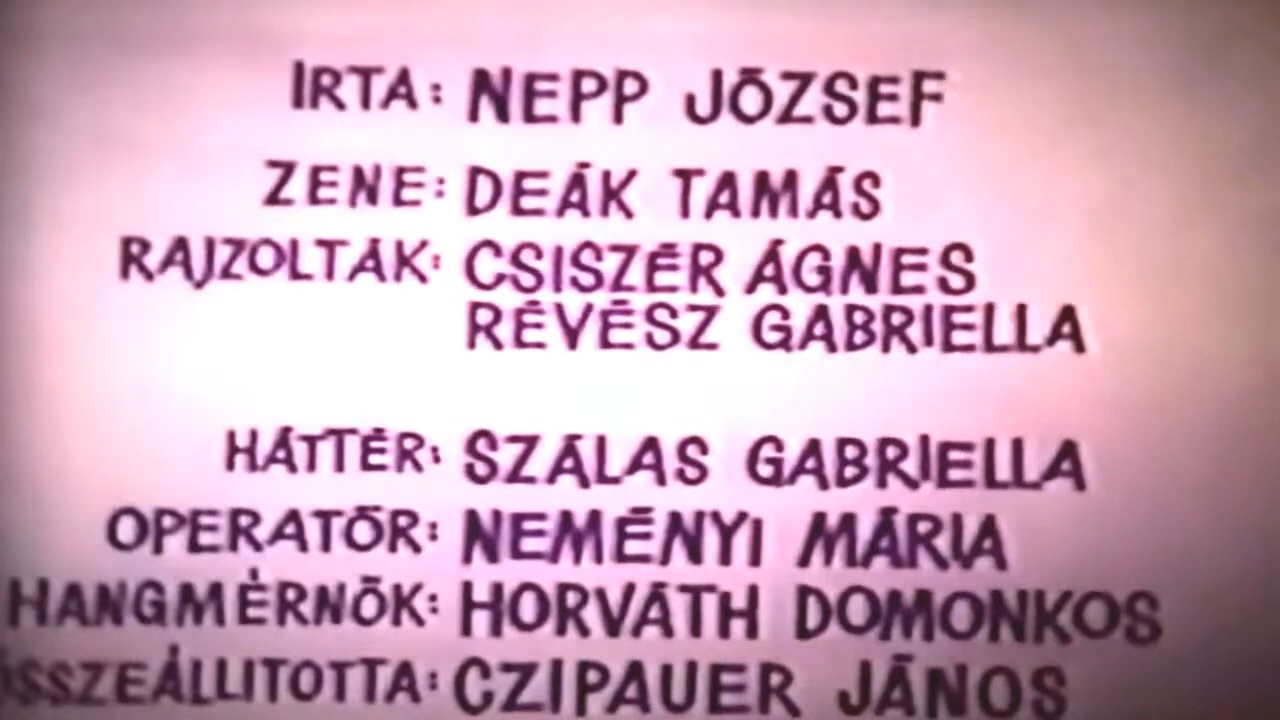 IRTA: NEPP JÓZSEF
ZENE: DEÁK TAMÁS
RAJZOLTÁK: CSISZÉR ÁGNES
RÉVÉSZ GABRIELLA
HÁTTÉR: SZÁLAS GABRIELLA
OPERATŐR: NEMÉNYI MÁRIA
HANGMÉRNÖK: HORVÁTH DOMONKOS
ÖSSZEÁLLITOTTA: CZIPAUER JÁNOS